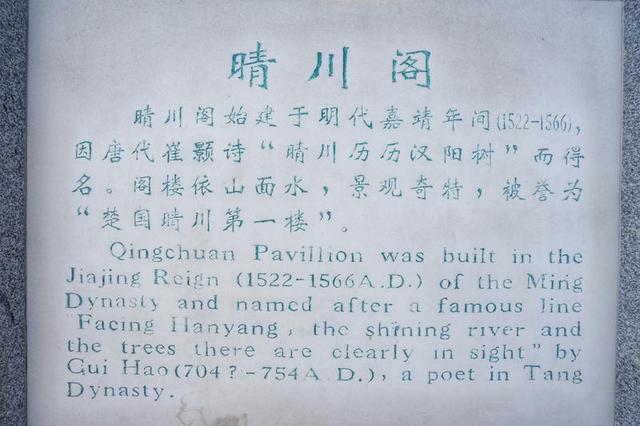 晴川阁
晴川阁始建于明代嘉靖年间(1522-1566),
因唐代崔颢诗“晴川历历汉阳树”而得
名。阁楼依山面水，景观奇特，被誉为
“楚国晴川第一楼”。
Qingchuan Pavillion was built in the
Jiajing Reign (1522-1566A.D.) of the Ming
Dynasty and named after a famous line
"Facing Hanyang, the shining river and
the trees there are clearly in sight" by
Cui Hao(704?-754A D.), a poet in Tang
Dynasty.